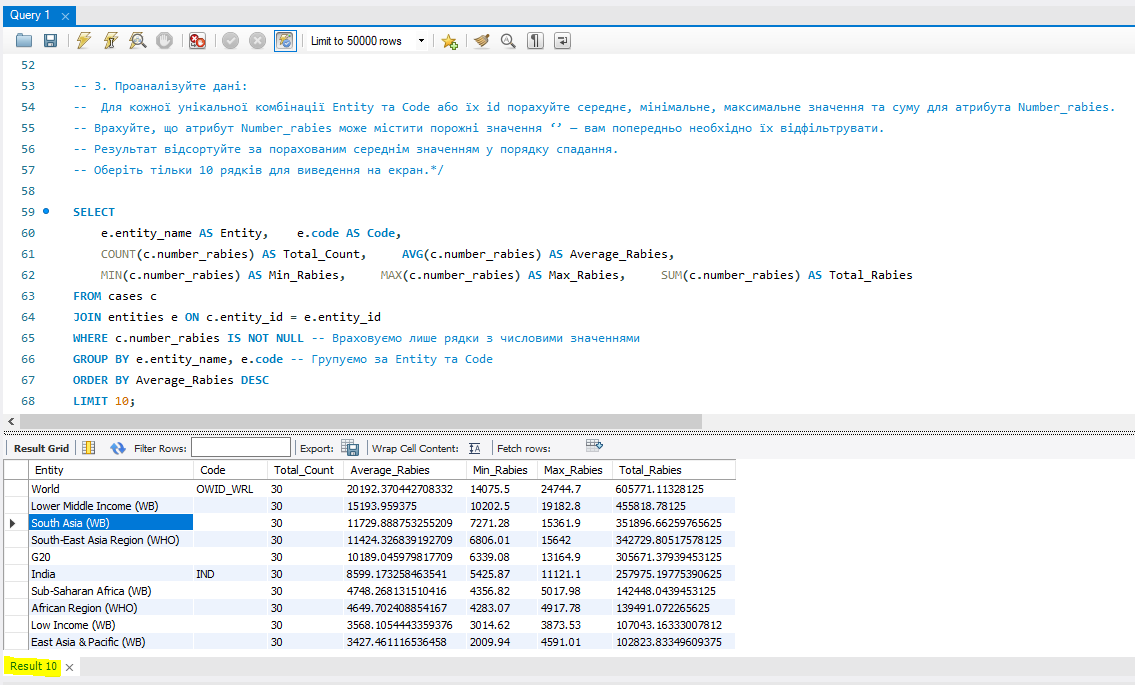 Query 1
Limit to 50000 rows
52
53 -- 3. Проаналізуйте дані:
54 -- Для кожної унікальної комбінації Entity та Code або їх id порахуйте середнє, мінімальне, максимальне значення та суму для атрибута Number_rabies.
55 -- Врахуйте, що атрибут Number_rabies може містити порожні значення ‘’ — вам попередньо необхідно їх відфільтрувати.
56 -- Результат відсортуйте за порахованим середнім значенням у порядку спадання.
57 -- Оберіть тільки 10 рядків для виведення на екран.*/
58
59 SELECT
60 e.entity_name AS Entity, e.code AS Code,
61 COUNT(c.number_rabies) AS Total_Count, AVG(c.number_rabies) AS Average_Rabies,
62 MIN(c.number_rabies) AS Min_Rabies, MAX(c.number_rabies) AS Max_Rabies, SUM(c.number_rabies) AS Total_Rabies
63 FROM cases c
64 JOIN entities e ON c.entity_id = e.entity_id
65 WHERE c.number_rabies IS NOT NULL -- Враховуємо лише рядки з числовими значеннями
66 GROUP BY e.entity_name, e.code -- Групуємо за Entity та Code
67 ORDER BY Average_Rabies DESC
68 LIMIT 10;
Result Grid Filter Rows: Export: Wrap Cell Content: Fetch rows:
Entity Code Total_Count Average_Rabies Min_Rabies Max_Rabies Total_Rabies
World OWID_WRL 30 20192.370442708332 14075.5 24744.7 605771.11328125
Lower Middle Income (WB) 30 15193.959375 10202.5 19182.8 455818.78125
South Asia (WB) 30 11729.888753255209 7271.28 15361.9 351896.66259765625
South-East Asia Region (WHO) 30 11424.326839192709 6806.01 15642 342729.80517578125
G20 30 10189.045979817709 6339.08 13164.9 305671.37939453125
India IND 30 8599.173258463541 5425.87 11121.1 257975.19775390625
Sub-Saharan Africa (WB) 30 4748.268131510416 4356.82 5017.98 142448.0439453125
African Region (WHO) 30 4649.702408854167 4283.07 4917.78 139491.072265625
Low Income (WB) 30 3568.1054443359376 3014.62 3873.53 107043.16333007812
East Asia & Pacific (WB) 30 3427.461116536458 2009.94 4591.01 102823.83349609375
Result 10